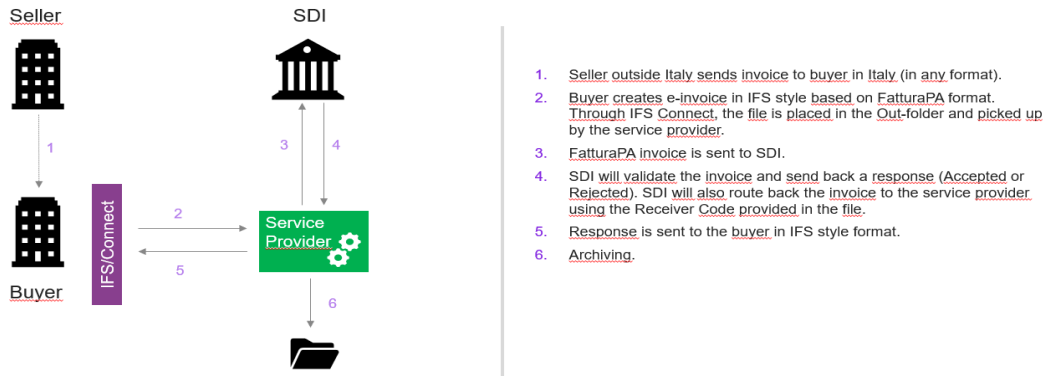 Seller
SDI
1
3
4
IFS/Connect
2
5
Service
Provider
Buyer
6
1. Seller outside Italy sends invoice to buyer in Italy (in any format).
2. Buyer creates e-invoice in IFS style based on FatturaPA format.
Through IFS Connect, the file is placed in the Out-folder and picked up
by the service provider.
3. FatturaPA invoice is sent to SDI.
4. SDI will validate the invoice and send back a response (Accepted or
Rejected). SDI will also route back the invoice to the service provider
using the Receiver Code provided in the file.
5. Response is sent to the buyer in IFS style format.
6. Archiving.